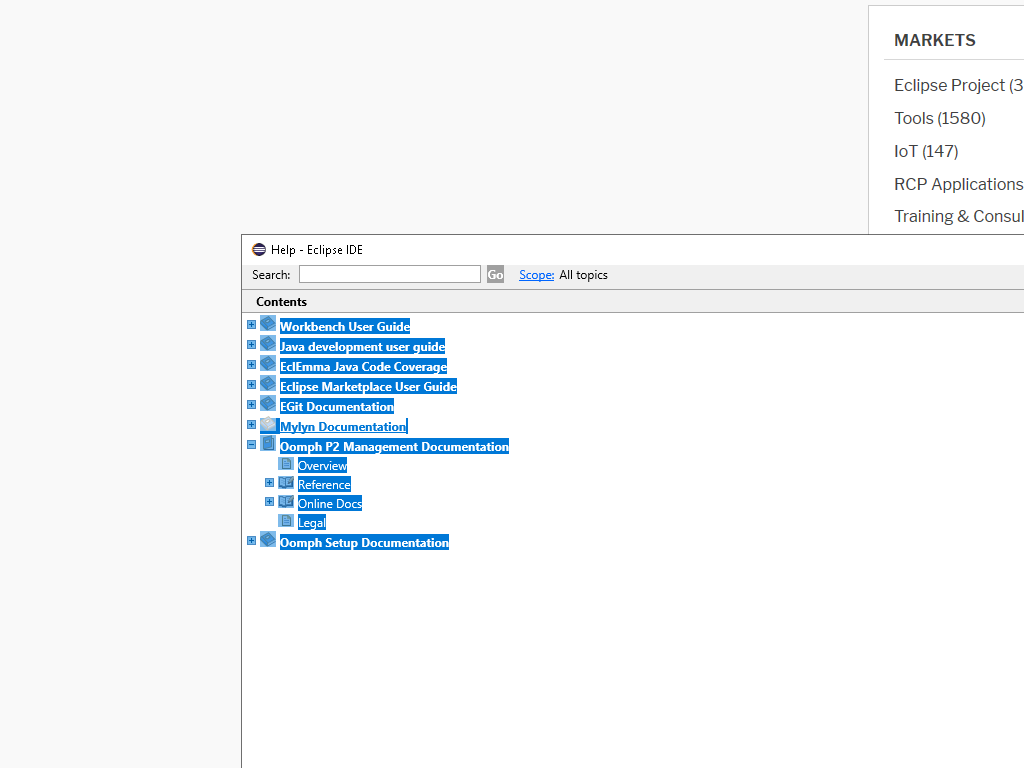 MARKETS
Eclipse Project (3
Tools (1580)
IoT (147)
RCP Applications
Training & Consul
Help - Eclipse IDE
Search: Go Scope: All topics
Contents
Workbench User Guide
Java development user guide
EclEmma Java Code Coverage
Eclipse Marketplace User Guide
EGit Documentation
Mylyn Documentation
Oomph P2 Management Documentation
Overview
Reference
Online Docs
Legal
Oomph Setup Documentation